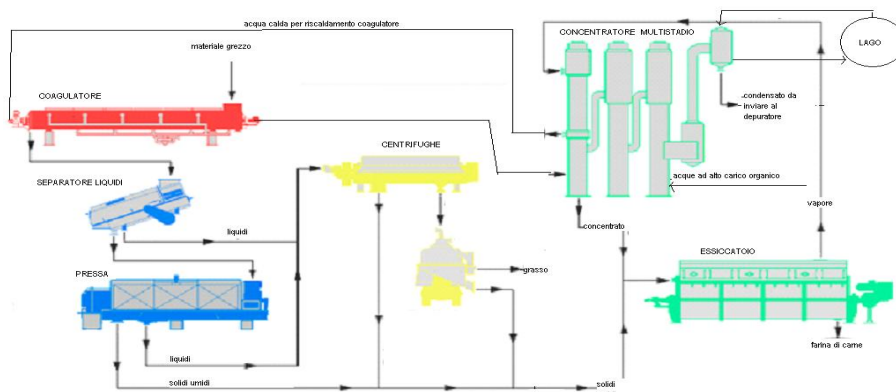 acqua calda per riscaldamento coagulatore
CONCENTRATORE MULTISTADIO
LAGO
materiale grezzo
COAGULATORE
condensato da
inviare al
depuratore
CENTRIFUGHE
SEPARATORE LIQUIDI
acque ad alto carico organico
vapore
liquidi
concentrato
ESSICCATOIO
PRESSA
grasso
farina di carne
liquidi
solidi umidi
solidi